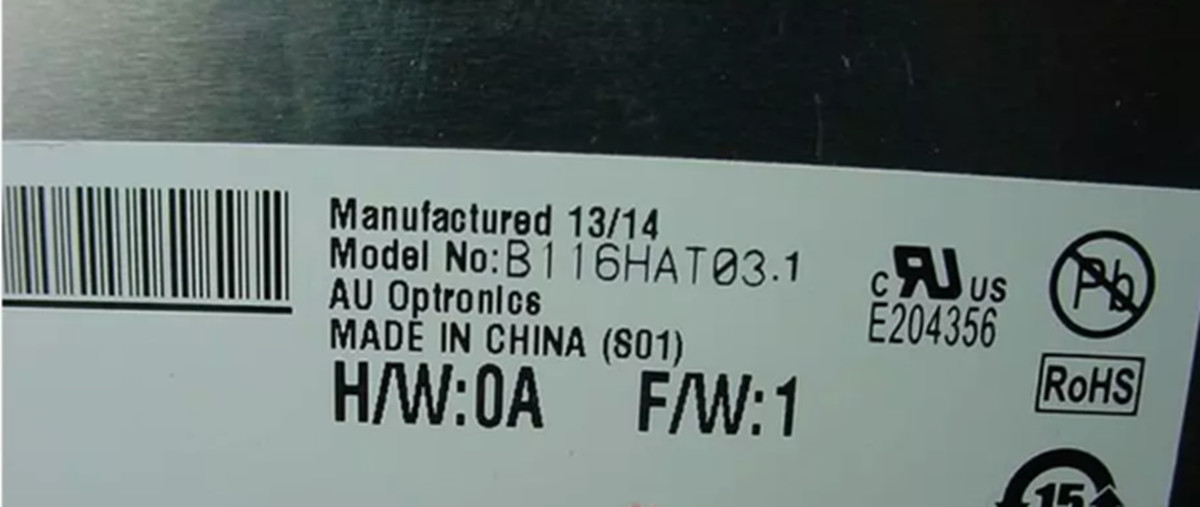 Manufactured 13/14
Model No:B116HAT03.1
AU Optronics
MADE IN CHINA (S01)
H/W:0A F/W:1
c RU US
E204356
Pb
RoHS
15